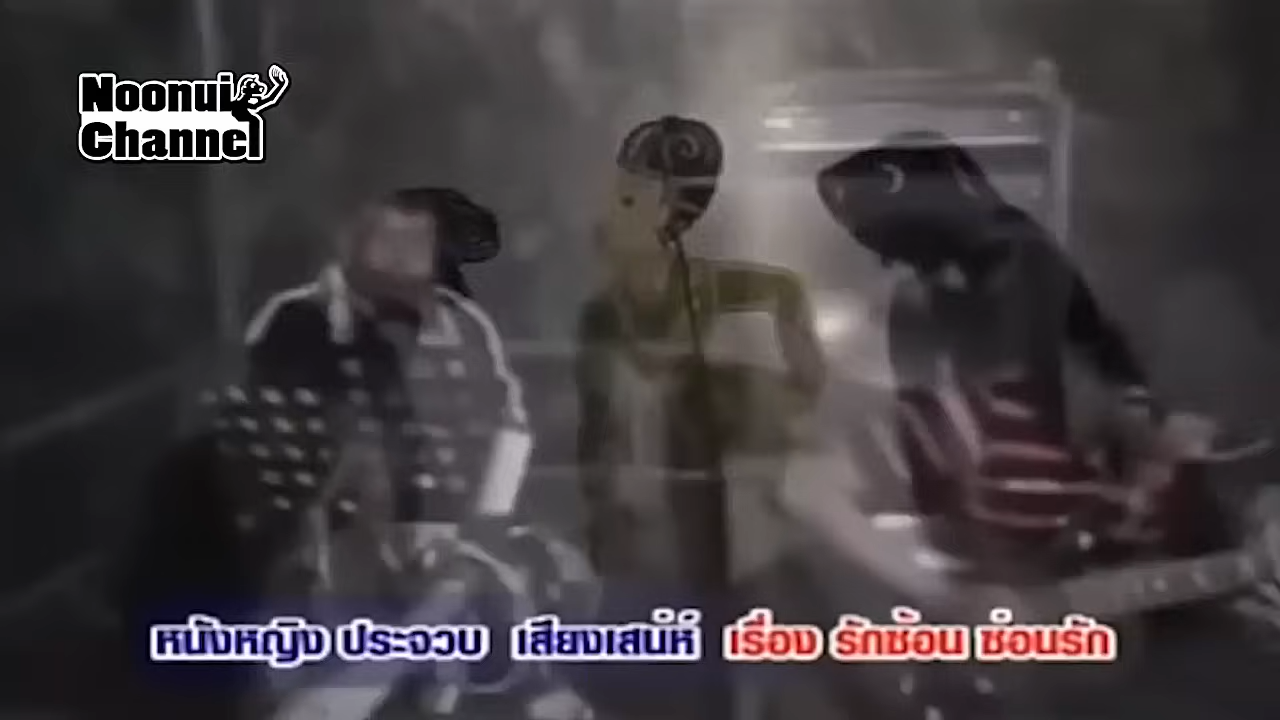 Noonui
Channel
หนังหญิง ประจวบ เสียงเสน่ห์ เรื่อง รักซ้อน ซ่อนรัก